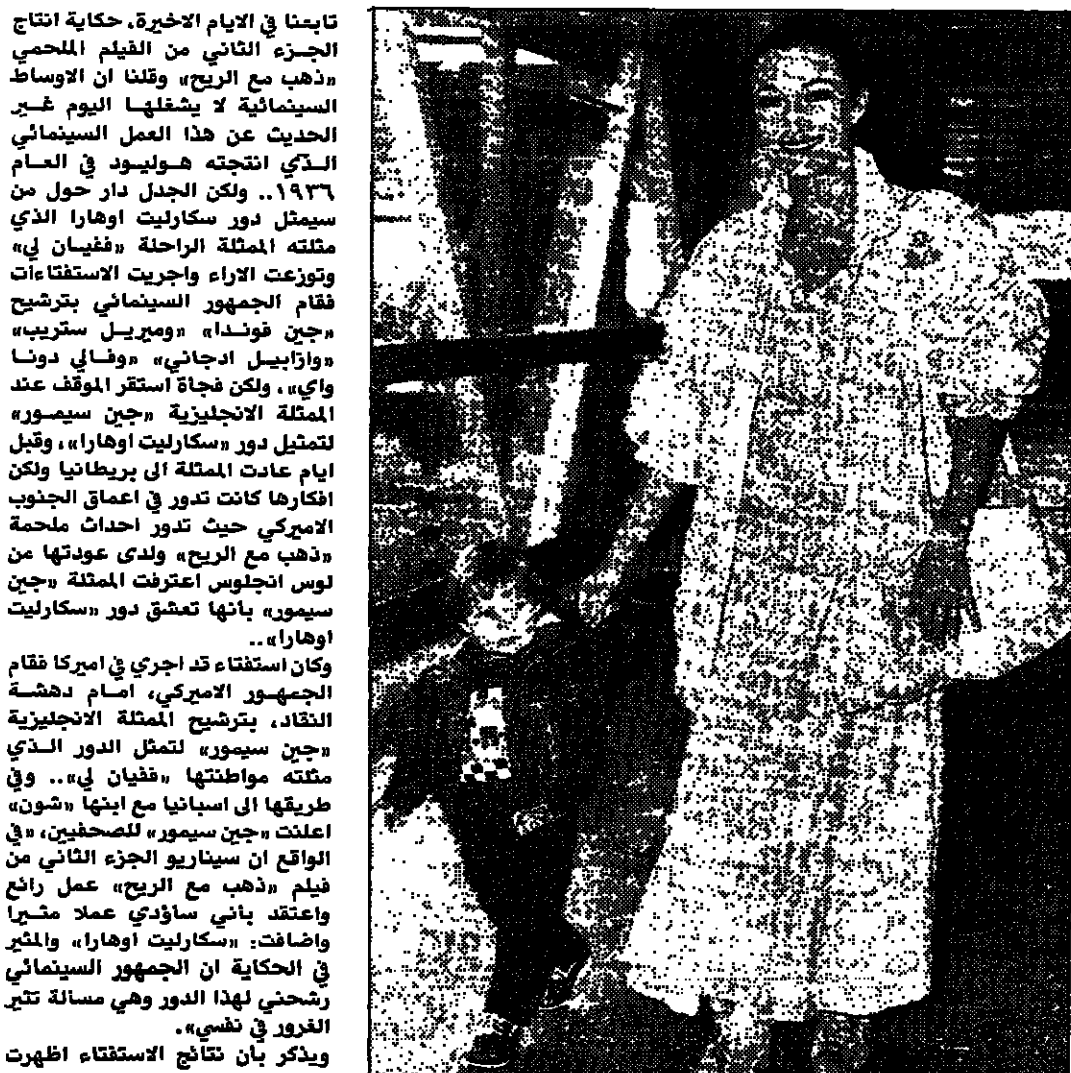 تابعنا في الايام الاخيرة، حكاية انتاج
الجزء الثاني من الفيلم الملحمي
«ذهب مع الريح» وقلنا ان الاوساط
السينمائية لا يشغلها اليوم غير
الحديث عن هذا العمل السينمائي
الذي انتجته هوليود في العام
١٩٣٦.. ولكن الجدل دار حول من
سيمثل دور سكارليت اوهارا الذي
مثلته الممثلة الراحلة «ففيان لي»
وتوزعت الاراء واجريت الاستفتاءات
فقام الجمهور السينمائي بترشيح
«جين فوندا» «وميريل ستريب»
«وازابيل ادجاني» «وفالي دونا
واي»، ولكن فجاة استقر الموقف عند
الممثلة الانجليزية «جين سيمور»
لتمثيل دور «سكارليت اوهارا»، وقبل
ايام عادت الممثلة الى بريطانيا ولكن
افكارها كانت تدور في اعماق الجنوب
الاميركي حيث تدور احداث ملحمة
«ذهب مع الريح» ولدى عودتها من
لوس انجلوس اعترفت الممثلة «جين
سيمور» بأنها تعشق دور «سكارليت
اوهارا»..
وكان استفتاء قد اجري في اميركا فقام
الجمهور الاميركي، امام دهشة
النقاد، بترشيح الممثلة الانجليزية
«جين سيمور» لتمثل الدور الذي
مثلته مواطنتها «ففيان لي».. وفي
طريقها الى اسبانيا مع ابنها «شون»
اعلنت «جين سيمور» للصحفيين، «في
الواقع ان سيناريو الجزء الثاني من
فيلم «ذهب مع الريح» عمل رائع
واعتقد بأني ساؤدي عملا مثيرا
واضافت: «سكارليت اوهارا» والمثير
في الحكاية ان الجمهور السينمائي
رشحني لهذا الدور وهي مسالة تثير
الغرور في نفسي».
ويذكر بأن نتائج الاستفتاء اظهرت